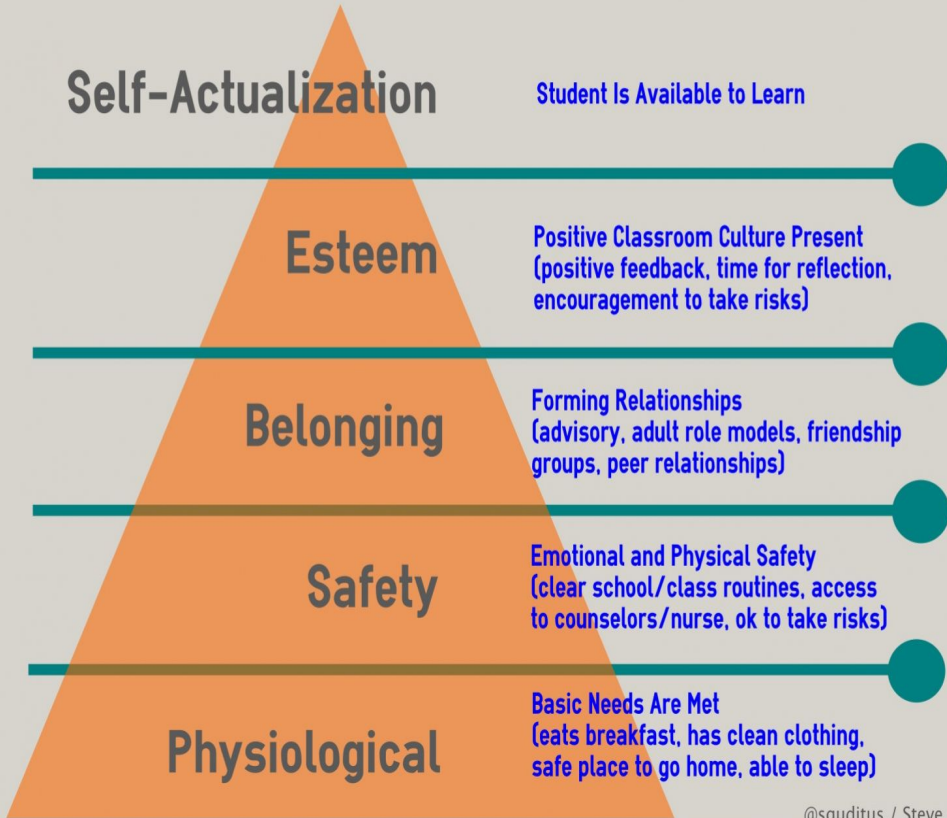 Self-Actualization
Student Is Available to Learn
Esteem
Positive Classroom Culture Present
(positive feedback, time for reflection,
encouragement to take risks)
Belonging
Forming Relationships
(advisory, adult role models, friendship
groups, peer relationships)
Safety
Emotional and Physical Safety
(clear school/class routines, access
to counselors/nurse, ok to take risks)
Physiological
Basic Needs Are Met
(eats breakfast, has clean clothing,
safe place to go home, able to sleep)
@sguditus / Steve